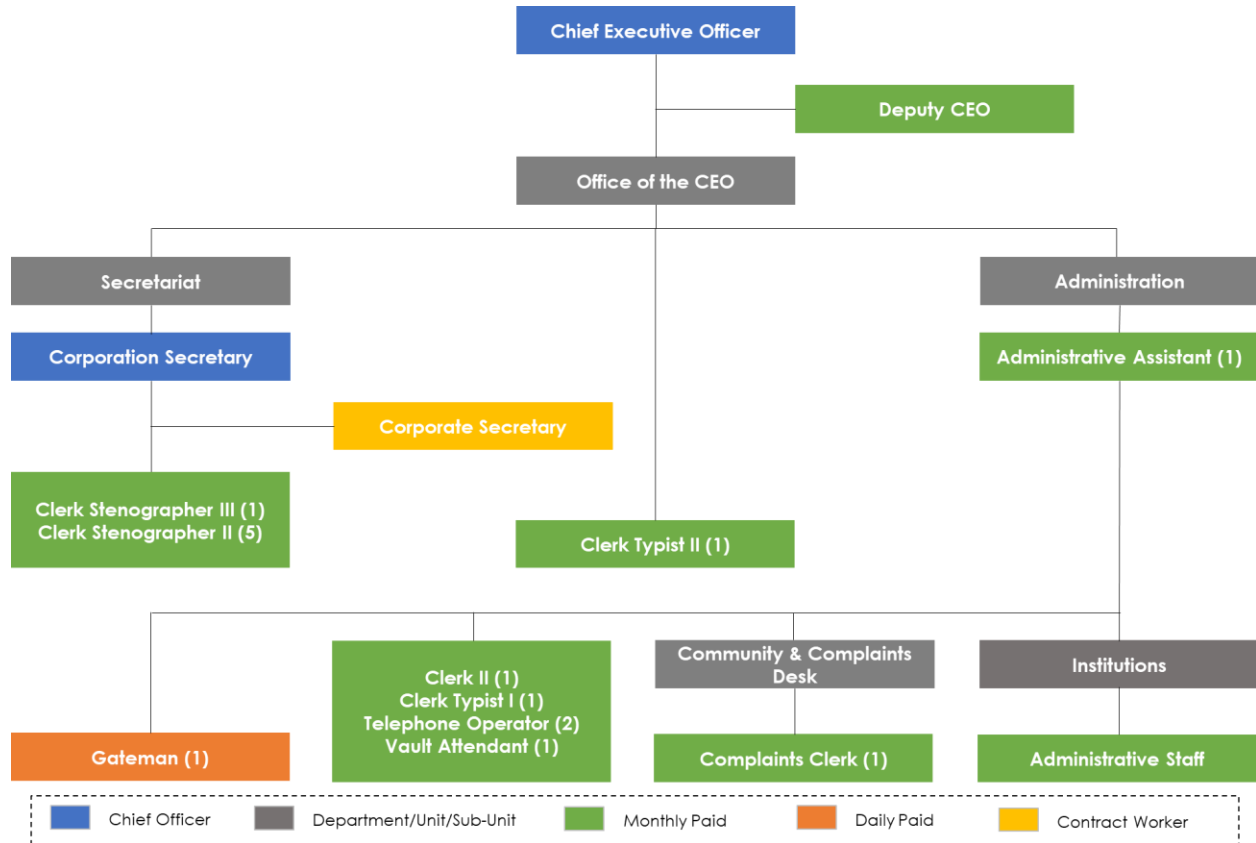 Chief Executive Officer
Deputy CEO
Office of the CEO
Secretariat
Administration
Corporation Secretary
Administrative Assistant (1)
Corporate Secretary
Clerk Stenographer III (1)
Clerk Stenographer II (5)
Clerk Typist II (1)
Community & Complaints
Desk
Institutions
Clerk II (1)
Clerk Typist I (1)
Telephone Operator (2)
Vault Attendant (1)
Gateman (1)
Complaints Clerk (1)
Administrative Staff
Chief Officer
Department/Unit/Sub-Unit
Monthly Paid
Daily Paid
Contract Worker